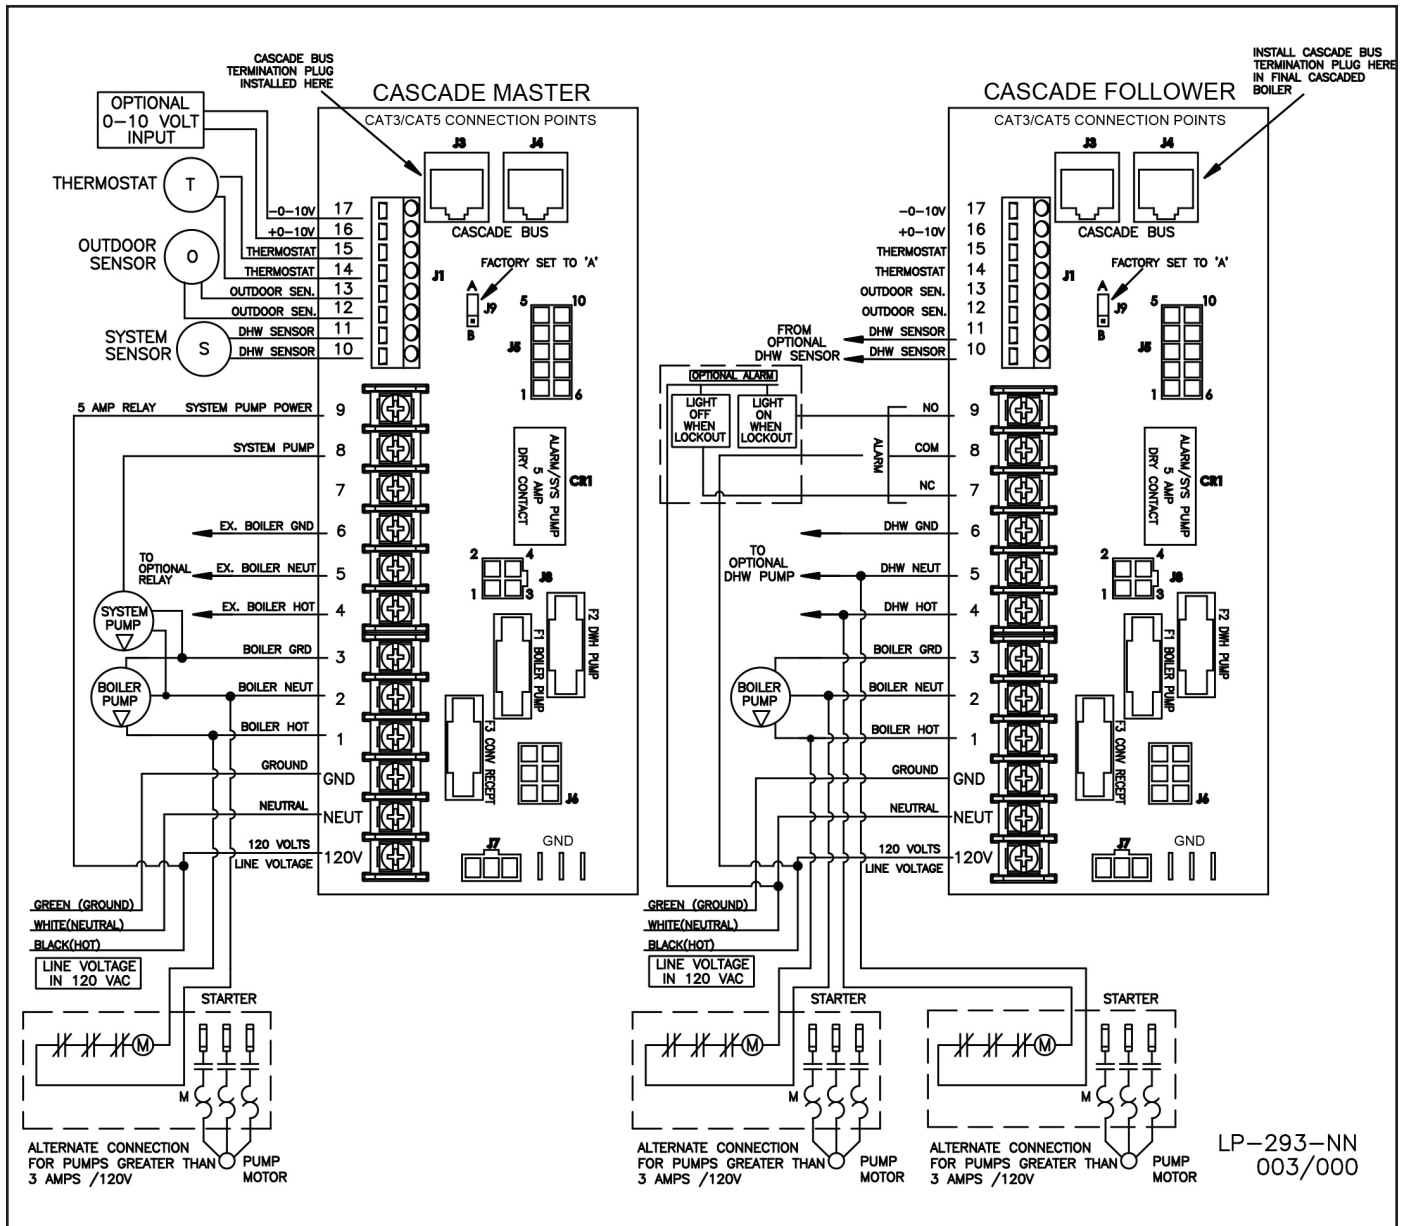 CASCADE BUS
TERMINATION PLUG
INSTALLED HERE
INSTALL CASCADE BUS
TERMINATION PLUG HERE
IN FINAL CASCADED
BOILER
CASCADE MASTER
CAT3/CAT5 CONNECTION POINTS
J3
J4
CASCADE BUS
OPTIONAL
0-10 VOLT
INPUT
THERMOSTAT
T
OUTDOOR
SENSOR
O
SYSTEM
SENSOR
S
-0-10V 17
+0-10V 16
THERMOSTAT 15
THERMOSTAT 14
OUTDOOR SEN. 13
OUTDOOR SEN. 12
DHW SENSOR 11
DHW SENSOR 10
J1
FACTORY SET TO 'A'
A
J9
B
5 10
J5
1 6
5 AMP RELAY SYSTEM PUMP POWER 9
SYSTEM PUMP 8
7
EX. BOILER GND 6
TO
OPTIONAL
RELAY
EX. BOILER NEUT 5
EX. BOILER HOT 4
SYSTEM
PUMP
BOILER GRD 3
BOILER
PUMP
BOILER NEUT 2
BOILER HOT 1
GROUND GND
NEUTRAL NEUT
120 VOLTS 120V
LINE VOLTAGE
ALARM/SYS PUMP
5 AMP
DRY CONTACT
CR1
2 4
J8
1 3
F2 DWH PUMP
F1 BOILER PUMP
F3 CONV RECEPT
J6
J7
GND
GREEN (GROUND)
WHITE(NEUTRAL)
BLACK(HOT)
LINE VOLTAGE
IN 120 VAC
STARTER
M
M
ALTERNATE CONNECTION
FOR PUMPS GREATER THAN
3 AMPS /120V
PUMP
MOTOR
CASCADE FOLLOWER
CAT3/CAT5 CONNECTION POINTS
J3
J4
CASCADE BUS
-0-10V 17
+0-10V 16
THERMOSTAT 15
THERMOSTAT 14
OUTDOOR SEN. 13
OUTDOOR SEN. 12
FROM
OPTIONAL
DHW SENSOR
DHW SENSOR 11
DHW SENSOR 10
J1
FACTORY SET TO 'A'
A
J9
B
5 10
J5
1 6
OPTIONAL ALARM
LIGHT
OFF
WHEN
LOCKOUT
LIGHT
ON
WHEN
LOCKOUT
ALARM
NO 9
COM 8
NC 7
DHW GND 6
TO
OPTIONAL
DHW PUMP
DHW NEUT 5
DHW HOT 4
BOILER GRD 3
BOILER
PUMP
BOILER NEUT 2
BOILER HOT 1
GROUND GND
NEUTRAL NEUT
120 VOLTS 120V
LINE VOLTAGE
ALARM/SYS PUMP
5 AMP
DRY CONTACT
CR1
2 4
J8
1 3
F2 DWH PUMP
F1 BOILER PUMP
F3 CONV RECEPT
J6
J7
GND
GREEN (GROUND)
WHITE(NEUTRAL)
BLACK(HOT)
LINE VOLTAGE
IN 120 VAC
STARTER
M
M
ALTERNATE CONNECTION
FOR PUMPS GREATER THAN
3 AMPS /120V
PUMP
MOTOR
STARTER
M
M
ALTERNATE CONNECTION
FOR PUMPS GREATER THAN
3 AMPS /120V
PUMP
MOTOR
LP-293-NN
003/000